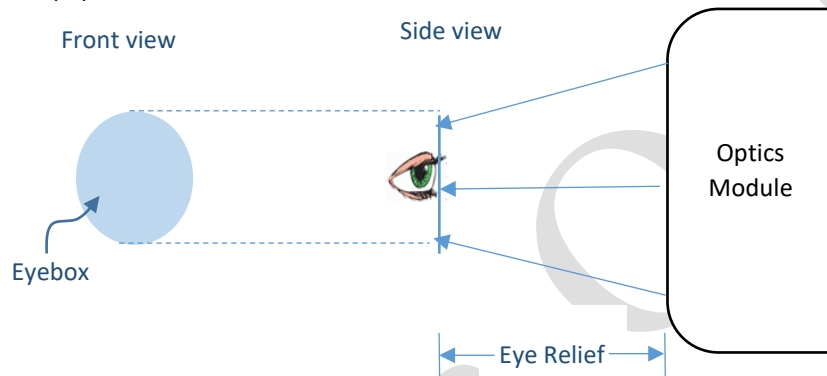 Front view
Side view
Optics
Module
Eyebox
Eye Relief